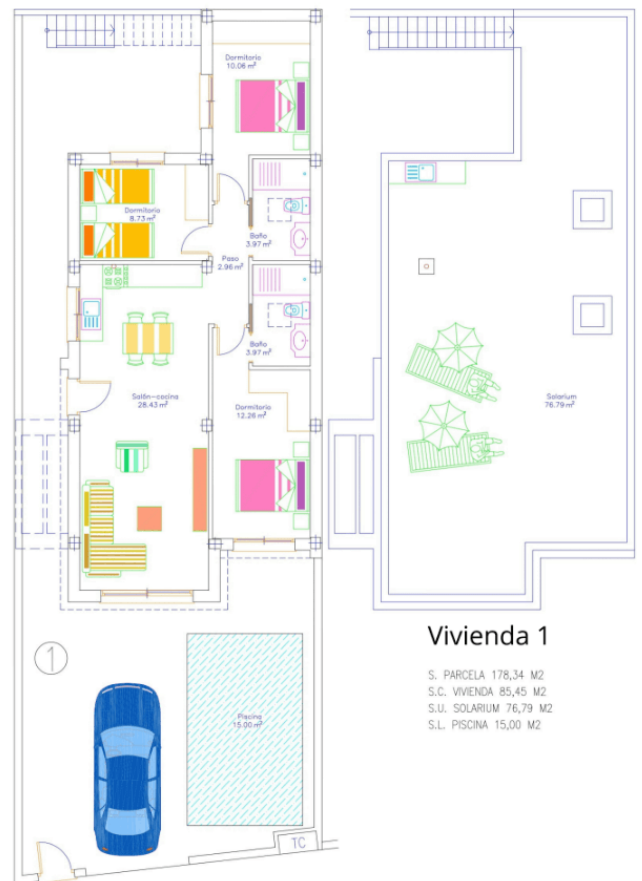 Dormitorio
10.06 m²
Dormitorio
8.73 m²
Baño
3.97 m²
Paso
2.96 m²
Baño
3.97 m²
Salón-cocina
28.43 m²
Dormitorio
12.26 m²
Solarium
76.79 m²
1
Piscina
15.00 m²
TC
Vivienda 1
S. PARCELA 178,34 M2
S.C. VIVIENDA 85,45 M2
S.U. SOLARIUM 76,79 M2
S.L. PISCINA 15,00 M2